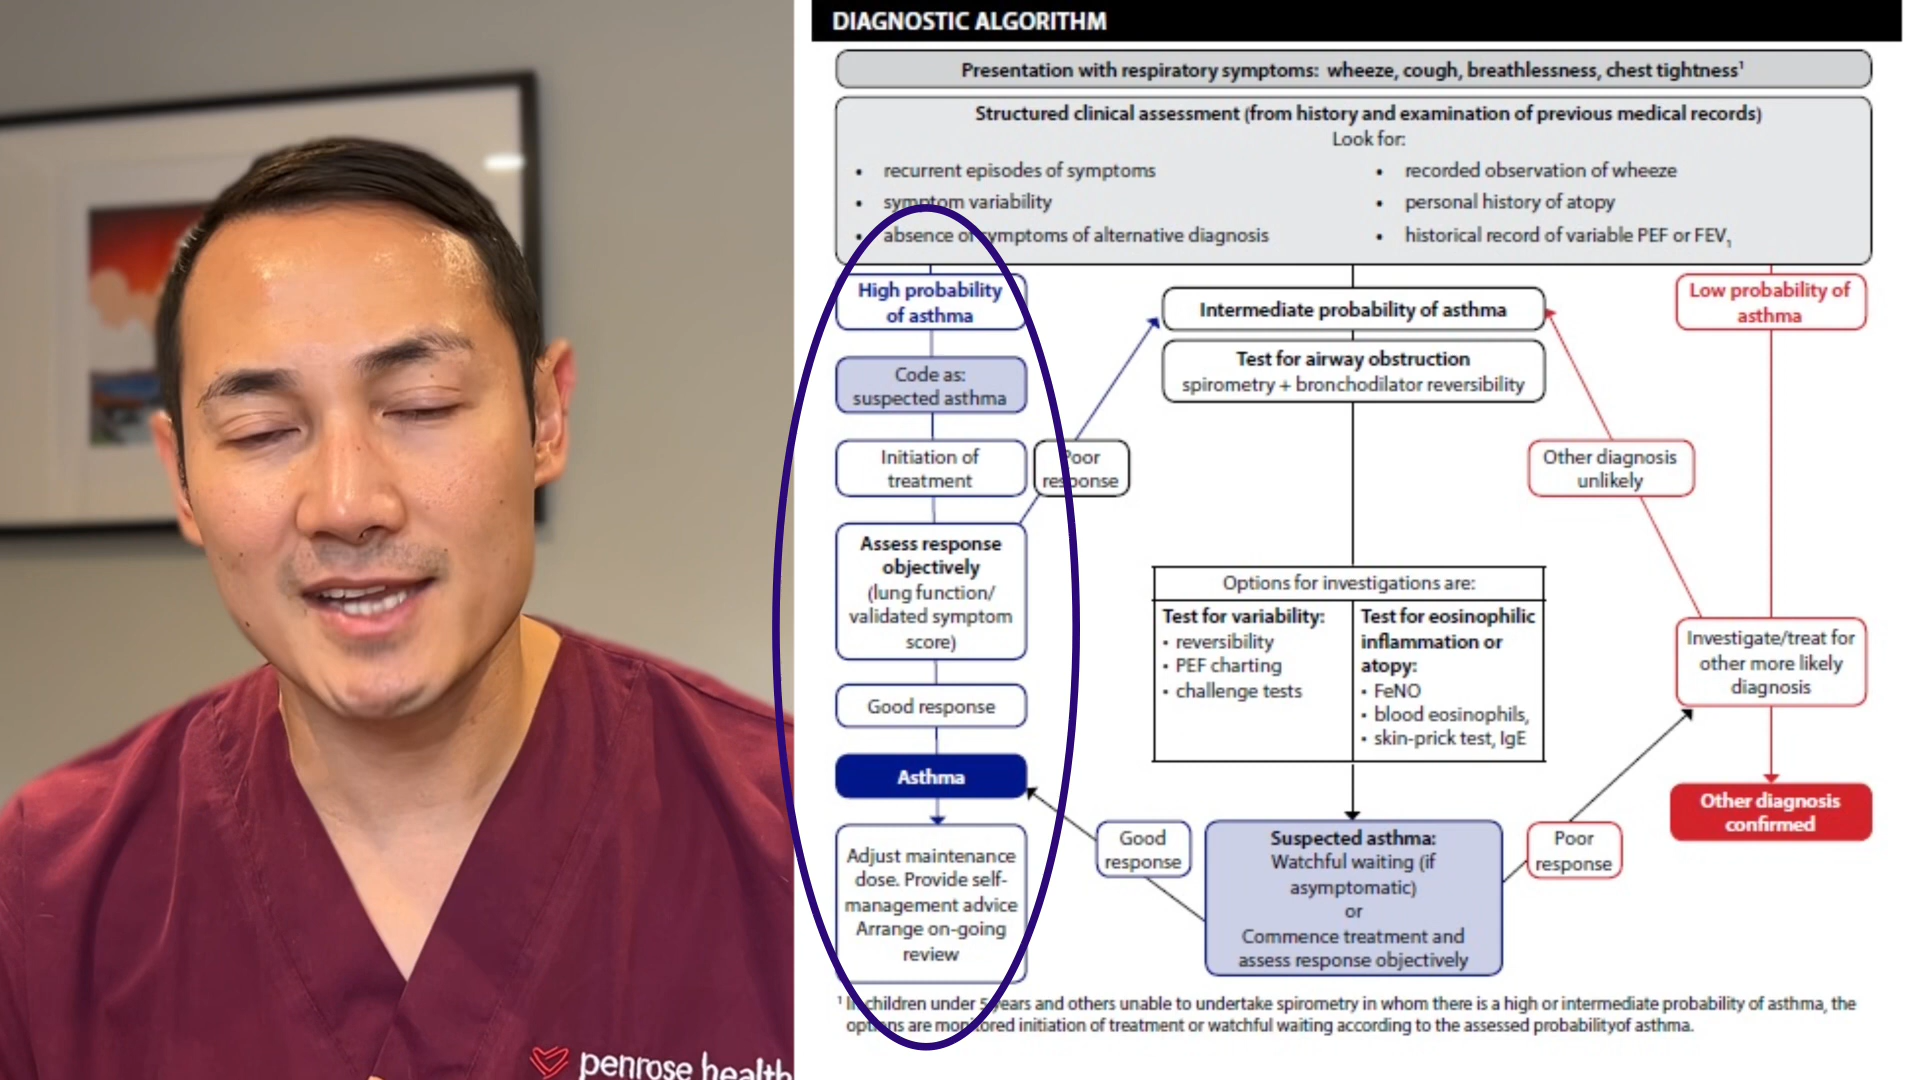 DIAGNOSTIC ALGORITHM
Presentation with respiratory symptoms: wheeze, cough, breathlessness, chest tightness¹
Structured clinical assessment (from history and examination of previous medical records)
Look for:
• recurrent episodes of symptoms
• symptom variability
• absence of symptoms of alternative diagnosis
• recorded observation of wheeze
• personal history of atopy
• historical record of variable PEF or FEV₁
High probability
of asthma
Code as:
suspected asthma
Initiation of
treatment
Assess response
objectively
(lung function/
validated symptom
score)
Good response
Asthma
Adjust maintenance
dose. Provide self-
management advice
Arrange on-going
review
Poor
response
Intermediate probability of asthma
Test for airway obstruction
spirometry + bronchodilator reversibility
Options for investigations are:
Test for variability:
• reversibility
• PEF charting
• challenge tests
Test for eosinophilic
inflammation or
atopy:
• FeNO
• blood eosinophils,
• skin-prick test, IgE
Good
response
Suspected asthma:
Watchful waiting (if
asymptomatic)
or
Commence treatment and
assess response objectively
Poor
response
Low probability of
asthma
Other diagnosis
unlikely
Investigate/treat for
other more likely
diagnosis
Other diagnosis
confirmed
¹ In children under 5 years and others unable to undertake spirometry in whom there is a high or intermediate probability of asthma, the
options are monitored initiation of treatment or watchful waiting according to the assessed probabilityof asthma.
penrose health